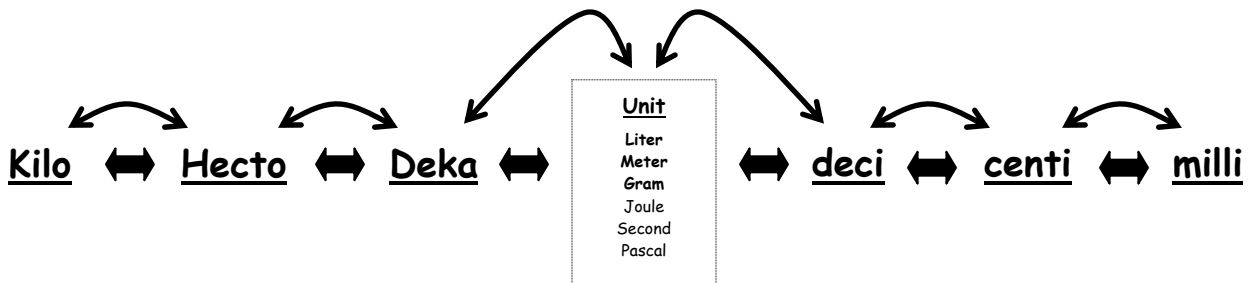 Kilo Hecto Deka deci centi milli
Unit
Liter
Meter
Gram
Joule
Second
Pascal